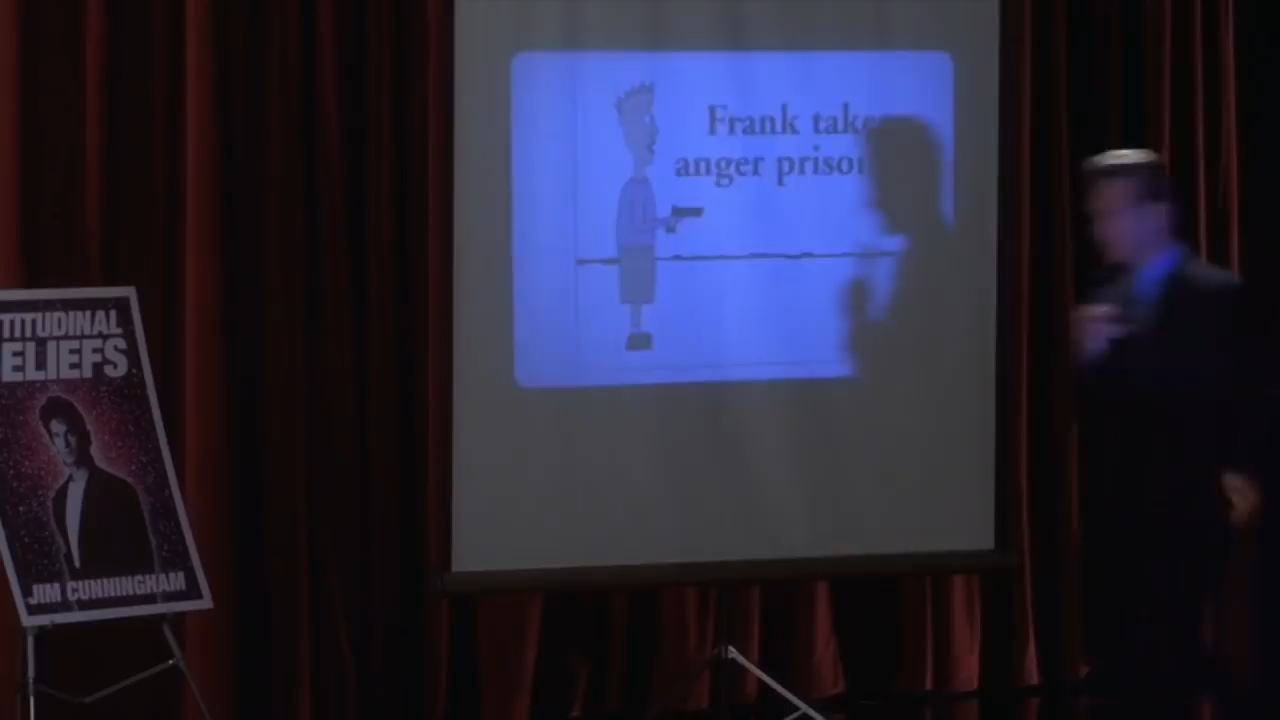 Frank take
anger priso
TITUDINAL
ELIEFS
JIM CUNNINGHAM